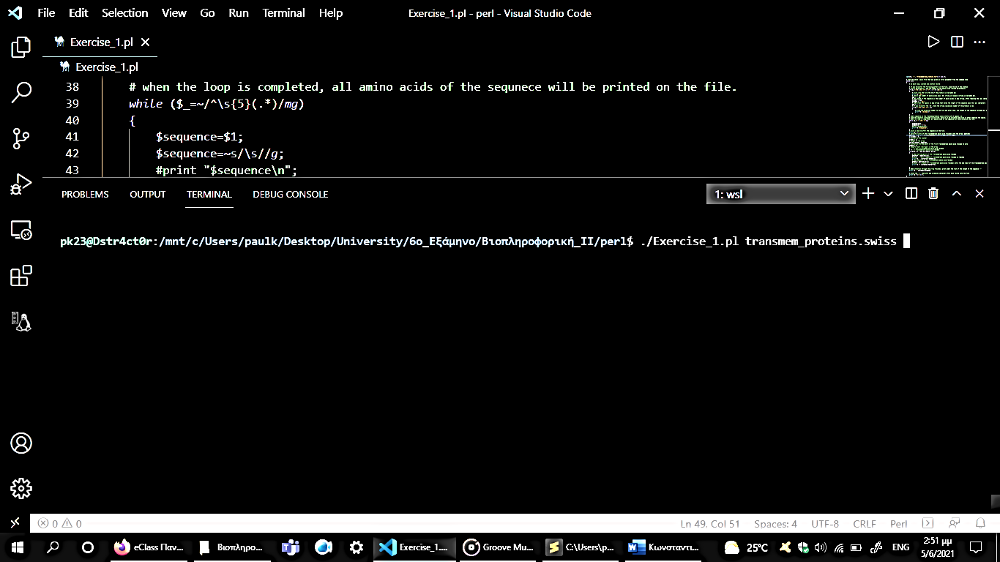 File Edit Selection View Go Run Terminal Help Exercise_1.pl - perl - Visual Studio Code
Exercise_1.pl
Exercise_1.pl
38 # when the loop is completed, all amino acids of the sequnece will be printed on the file.
39 while ($_=~/^\s{5}(.*)/mg)
40 {
41 $sequence=$1;
42 $sequence=~s/\s//g;
43 #print "$sequence\n";
PROBLEMS OUTPUT TERMINAL DEBUG CONSOLE 1: wsl
pk23@Dstr4ct0r:/mnt/c/Users/paulk/Desktop/University/6ο_Εξάμηνο/Βιοπληροφορική_II/perl$ ./Exercise_1.pl transmem_proteins.swiss
0 0 Ln 49, Col 51 Spaces: 4 UTF-8 CRLF Perl
eClass Παν... Βιοπληρο... Exercise_1.... Groove Mu... C:\Users\p... Κωνσταντι... 25°C ENG 2:51 μμ
5/6/2021